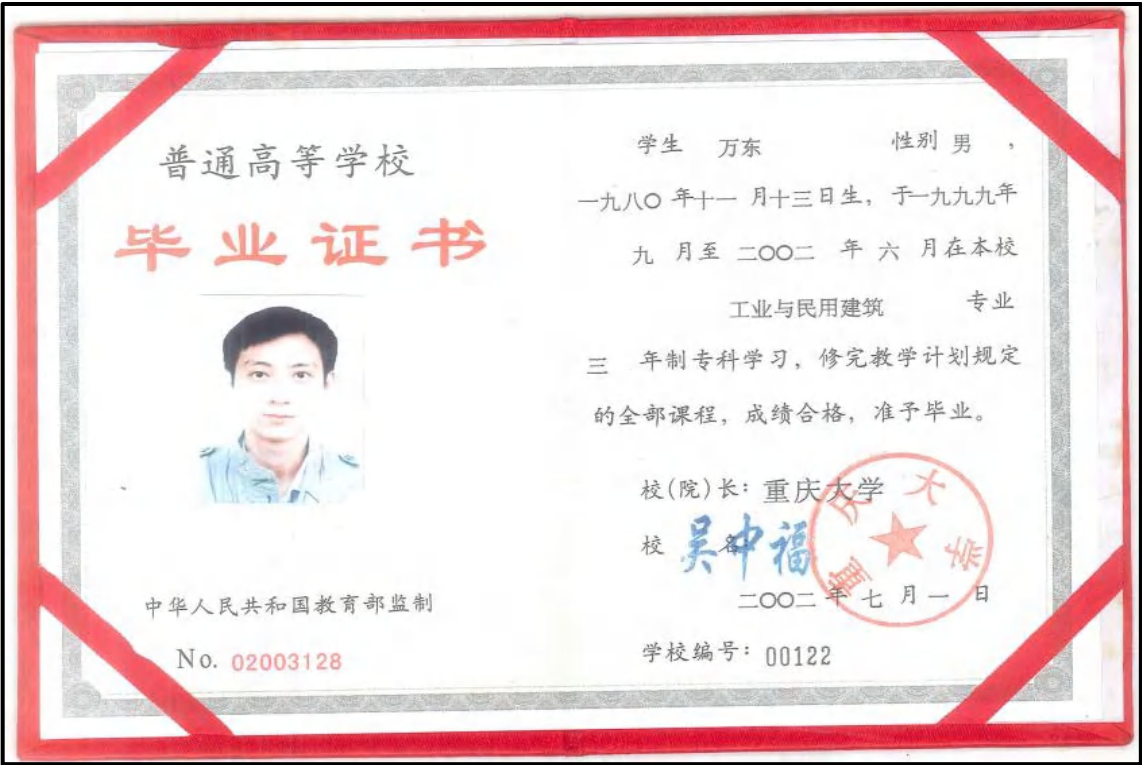 普通高等学校
毕业证书
中华人民共和国教育部监制
No. 02003128
学生 万东 性别 男 ,
一九八〇 年十一 月十三日生, 于一九九九年
九 月至 二〇〇二 年 六 月在本校
工业与民用建筑 专业
三 年制专科学习, 修完教学计划规定
的全部课程, 成绩合格, 准予毕业。
校(院)长: 重庆大学
校 名:
吴中福
重庆大学
二〇〇二 年 七 月 一 日
学校编号: 00122